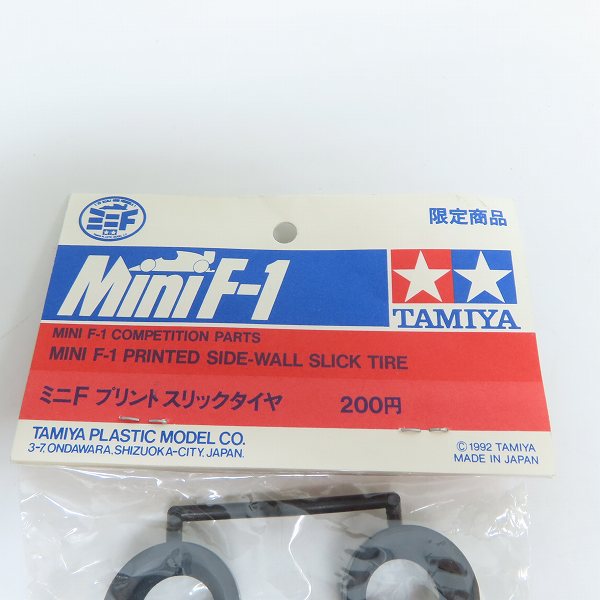 ミニF
限定商品
Mini F-1
TAMIYA
MINI F-1 COMPETITION PARTS
MINI F-1 PRINTED SIDE-WALL SLICK TIRE
ミニF プリントスリックタイヤ 200円
TAMIYA PLASTIC MODEL CO.
3-7, ONDAWARA, SHIZUOKA-CITY, JAPAN.
© 1992 TAMIYA
MADE IN JAPAN